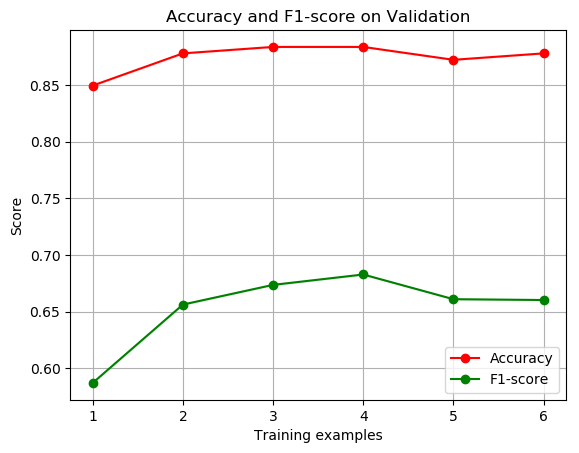 Accuracy and F1-score on Validation
Score
0.85
0.80
0.75
0.70
0.65
0.60
1 2 3 4 5 6
Training examples
Accuracy
F1-score